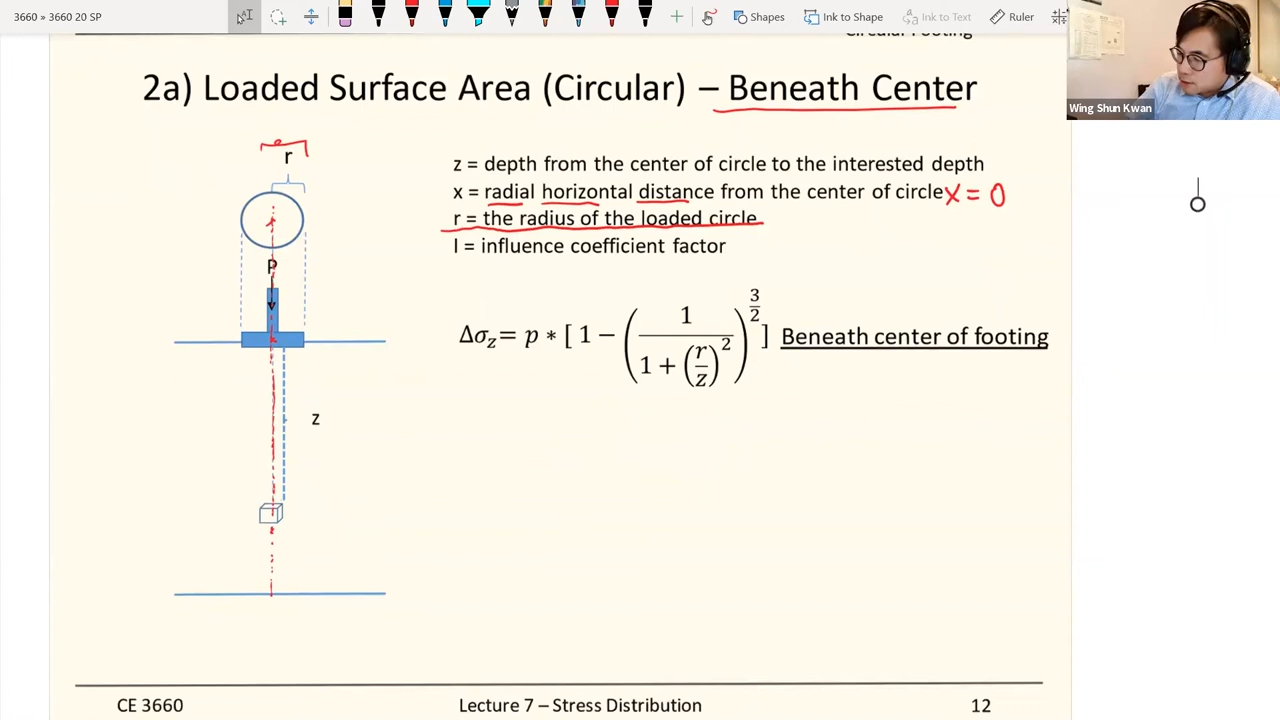 3660 » 3660 20 SP
Shapes
Ink to Shape
Ink to Text
Ruler
Wing Shun Kwan
Circular Footing
2a) Loaded Surface Area (Circular) – Beneath Center
r
z = depth from the center of circle to the interested depth
x = radial horizontal distance from the center of circle x = 0
r = the radius of the loaded circle
I = influence coefficient factor
P
Δσz= p * [ 1 − (1 / (1 + (r/z)^2))^(3/2) ] Beneath center of footing
z
CE 3660
Lecture 7 – Stress Distribution
12